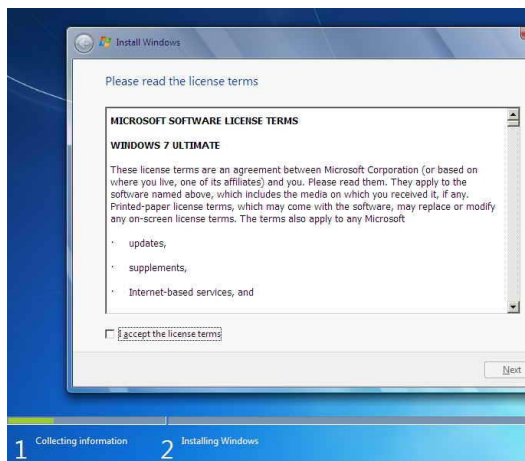 Install Windows
Please read the license terms
MICROSOFT SOFTWARE LICENSE TERMS
WINDOWS 7 ULTIMATE
These license terms are an agreement between Microsoft Corporation (or based on
where you live, one of its affiliates) and you. Please read them. They apply to the
software named above, which includes the media on which you received it, if any.
Printed-paper license terms, which may come with the software, may replace or modify
any on-screen license terms. The terms also apply to any Microsoft
· updates,
· supplements,
· Internet-based services, and
I accept the license terms
Next
1 Collecting information 2 Installing Windows